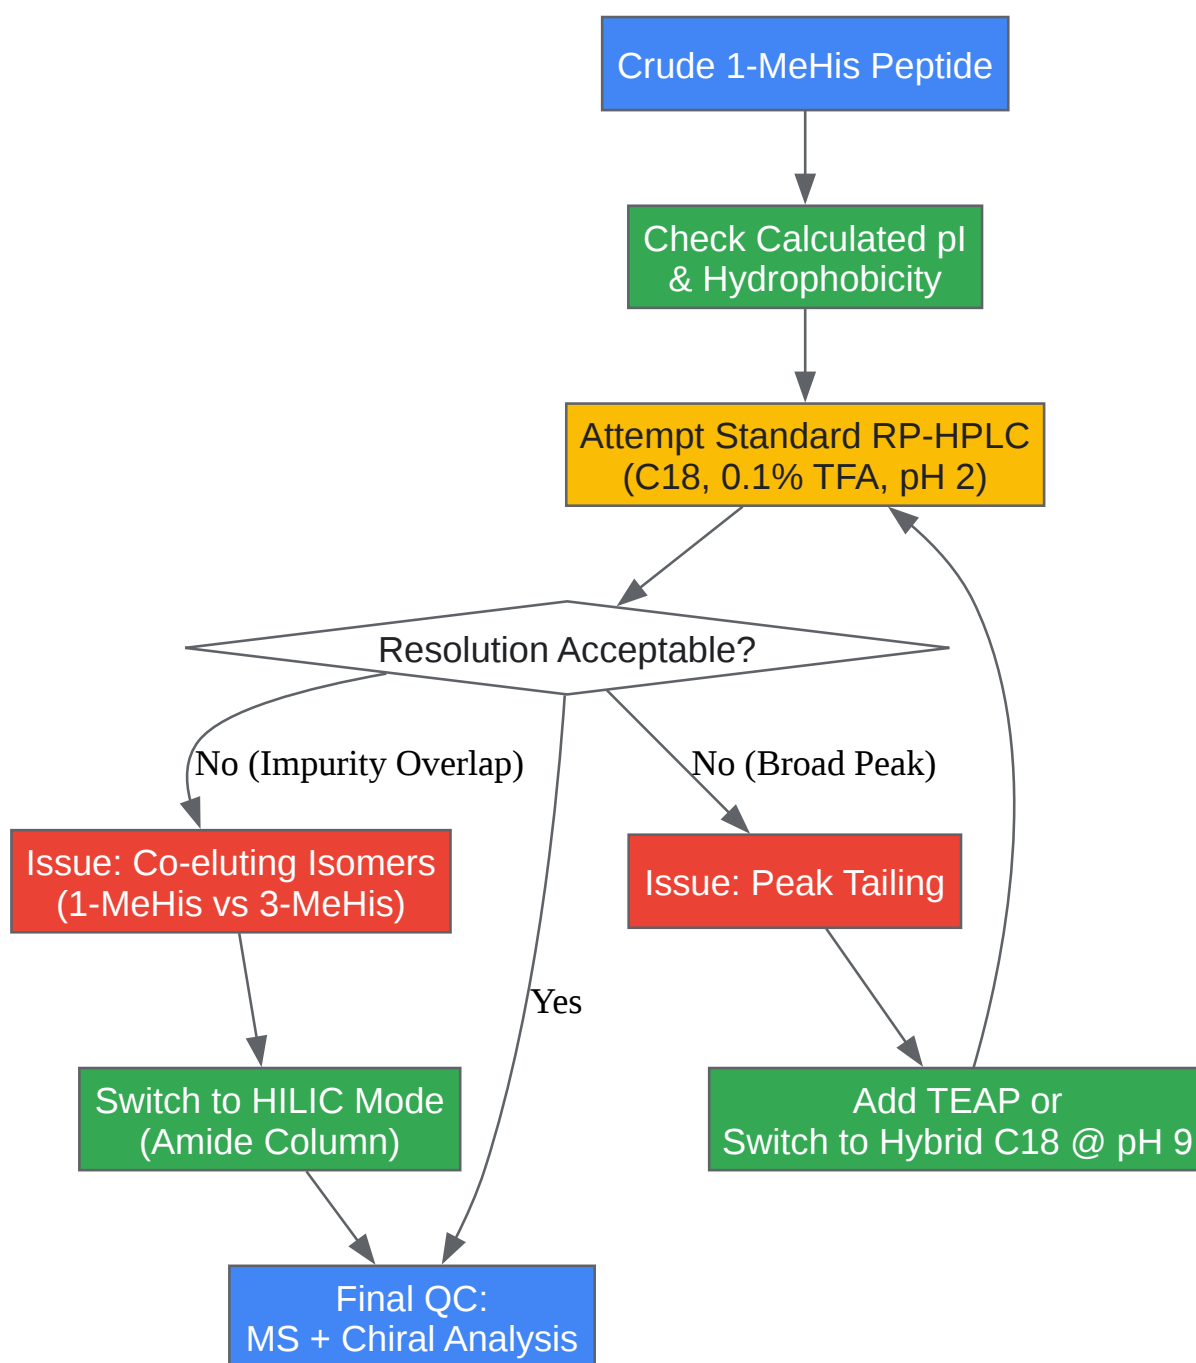 Crude 1-MeHis Peptide
Check Calculated pI
& Hydrophobicity
Attempt Standard RP-HPLC
(C18, 0.1% TFA, pH 2)
Resolution Acceptable?
No (Impurity Overlap)
No (Broad Peak)
Issue: Co-eluting Isomers
(1-MeHis vs 3-MeHis)
Issue: Peak Tailing
Yes
Switch to HILIC Mode
(Amide Column)
Add TEAP or
Switch to Hybrid C18 @ pH 9
Final QC:
MS + Chiral Analysis